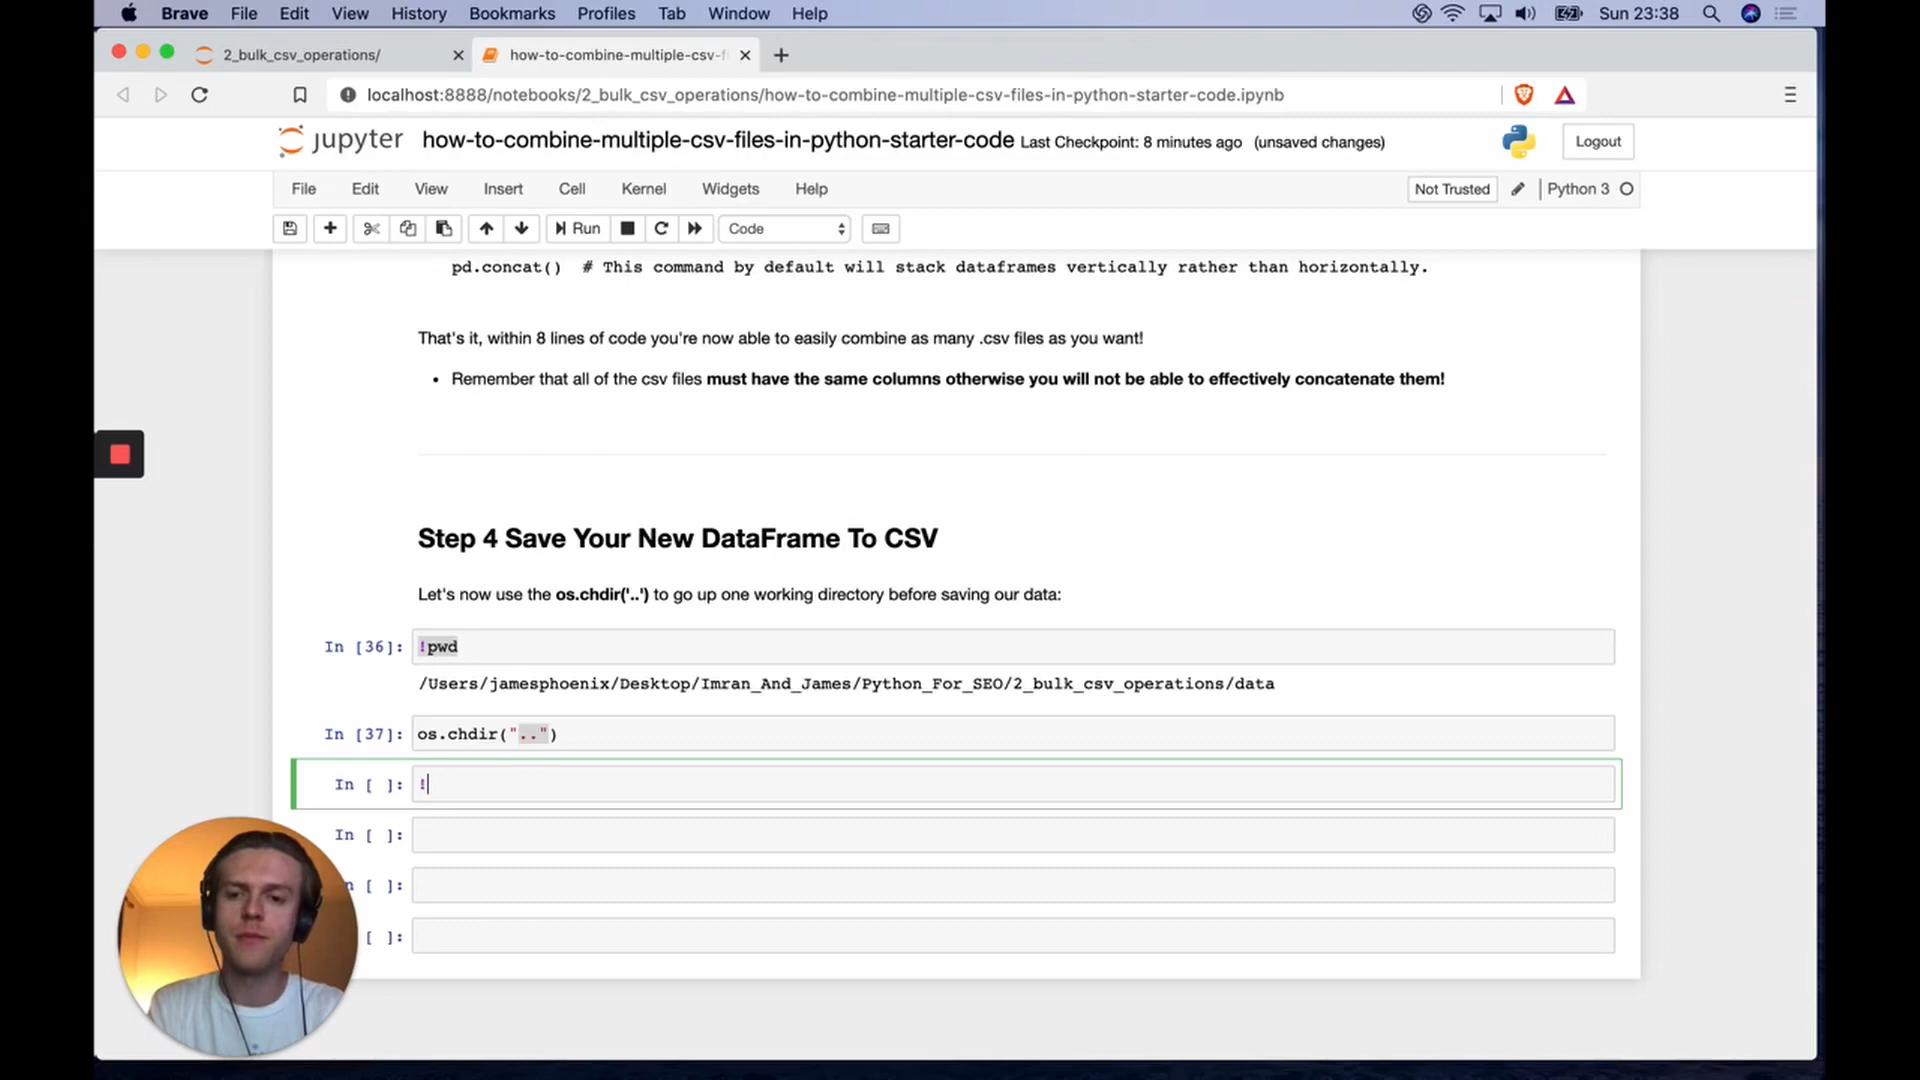 Brave File Edit View History Bookmarks Profiles Tab Window Help Sun 23:38
2_bulk_csv_operations/ how-to-combine-multiple-csv-f
localhost:8888/notebooks/2_bulk_csv_operations/how-to-combine-multiple-csv-files-in-python-starter-code.ipynb
jupyter how-to-combine-multiple-csv-files-in-python-starter-code Last Checkpoint: 8 minutes ago (unsaved changes) Logout
File Edit View Insert Cell Kernel Widgets Help Not Trusted Python 3
Run Code
pd.concat() # This command by default will stack dataframes vertically rather than horizontally.
That's it, within 8 lines of code you're now able to easily combine as many .csv files as you want!
• Remember that all of the csv files must have the same columns otherwise you will not be able to effectively concatenate them!
Step 4 Save Your New DataFrame To CSV
Let's now use the os.chdir('..') to go up one working directory before saving our data:
In [36]: !pwd
/Users/jamesphoenix/Desktop/Imran_And_James/Python_For_SEO/2_bulk_csv_operations/data
In [37]: os.chdir("..")
In [ ]: !
In [ ]:
n [ ]:
[ ]: